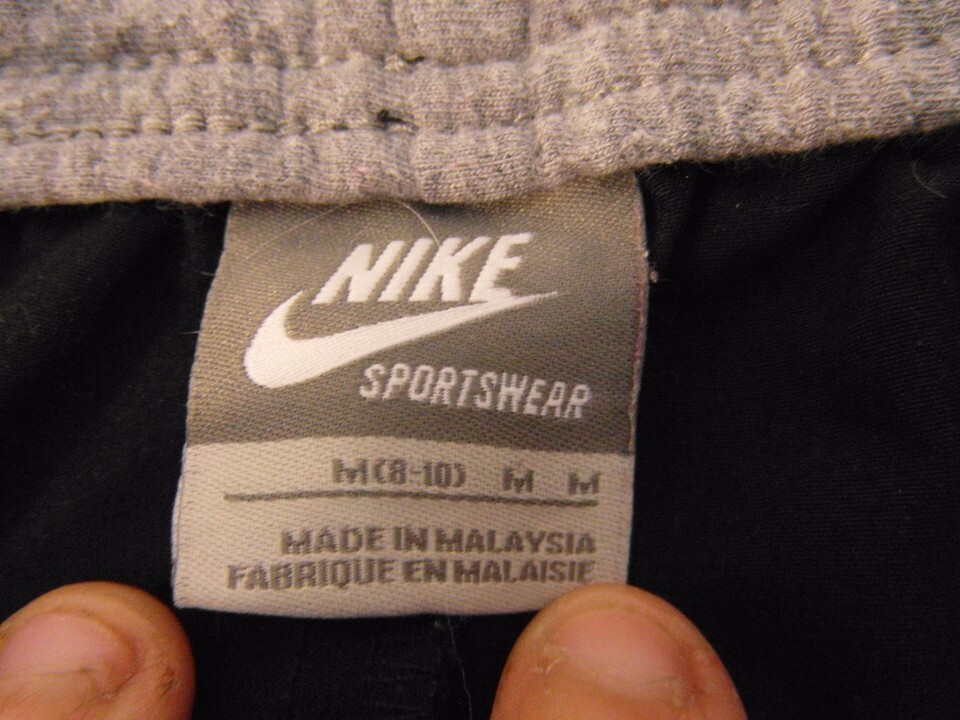 NIKE
SPORTSWEAR
M(8-10) M M
MADE IN MALAYSIA
FABRIQUE EN MALAISIE